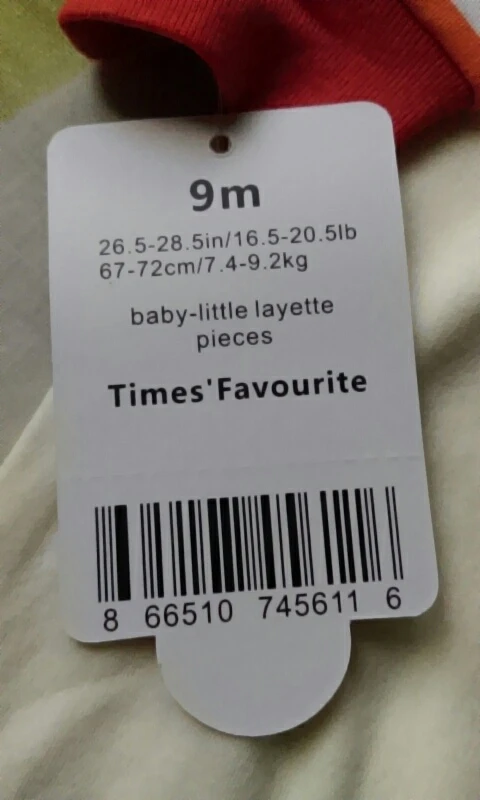 9m
26.5-28.5in/16.5-20.5lb
67-72cm/7.4-9.2kg
baby-little layette
pieces
Times'Favourite
8 66510 745611 6